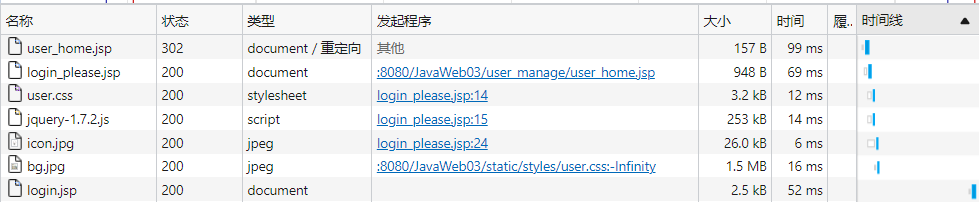 名称 状态 类型 发起程序 大小 时间 履.. 时间线
user_home.jsp 302 document / 重定向 其他 157 B 99 ms
login_please.jsp 200 document :8080/JavaWeb03/user_manage/user_home.jsp 948 B 69 ms
user.css 200 stylesheet login_please.jsp:14 3.2 kB 12 ms
jquery-1.7.2.js 200 script login_please.jsp:15 253 kB 14 ms
icon.jpg 200 jpeg login_please.jsp:24 26.0 kB 6 ms
bg.jpg 200 jpeg :8080/JavaWeb03/static/styles/user.css:-Infinity 1.5 MB 16 ms
login.jsp 200 document 2.5 kB 52 ms